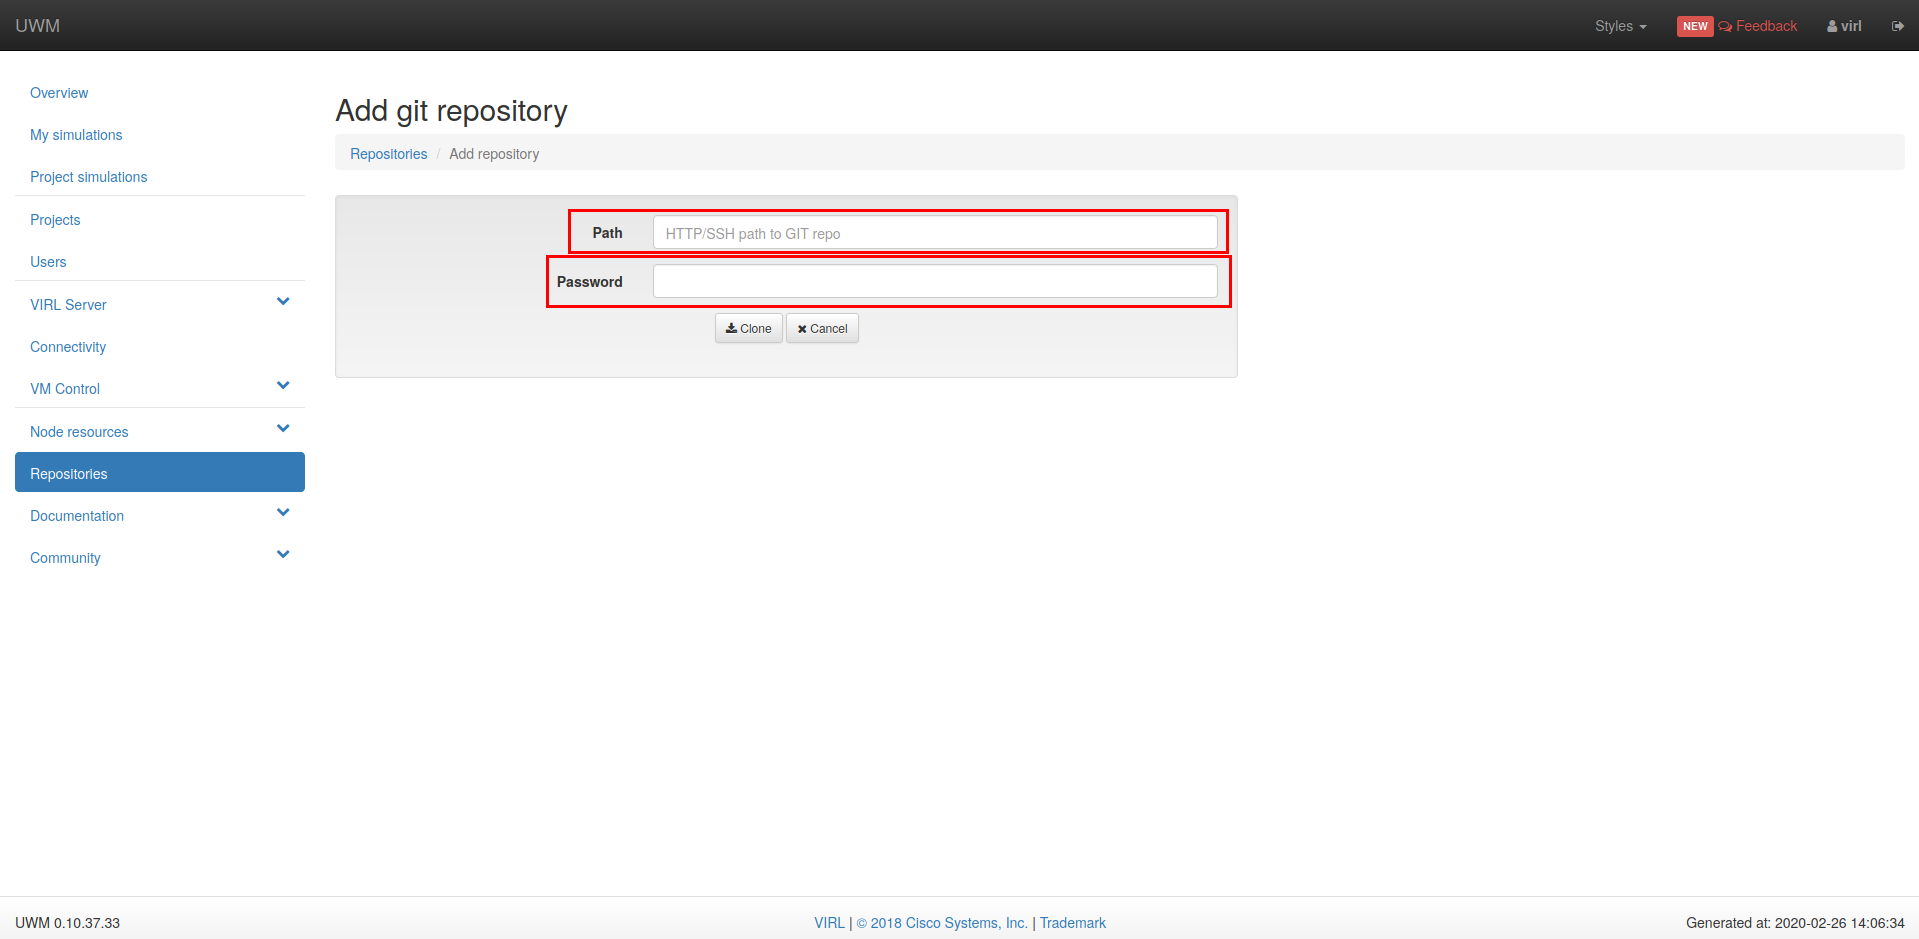 UWM
Styles
NEW Feedback
virl
Overview
My simulations
Project simulations
Projects
Users
VIRL Server
Connectivity
VM Control
Node resources
Repositories
Documentation
Community
Add git repository
Repositories / Add repository
Path HTTP/SSH path to GIT repo
Password
Clone Cancel
UWM 0.10.37.33
VIRL | © 2018 Cisco Systems, Inc. | Trademark
Generated at: 2020-02-26 14:06:34